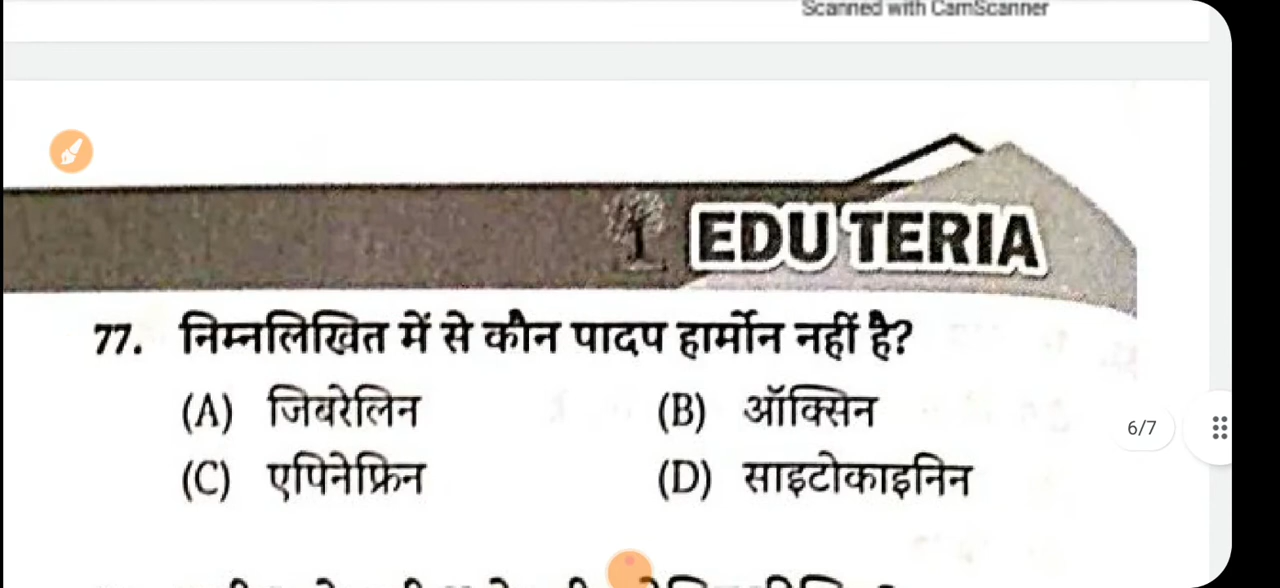 Scanned with CamScanner
EDU TERIA
77. निम्नलिखित में से कौन पादप हार्मोन नहीं है?
(A) जिबरेलिन (B) ऑक्सिन
6/7
(C) एपिनेफ्रिन (D) साइटोकाइनिन